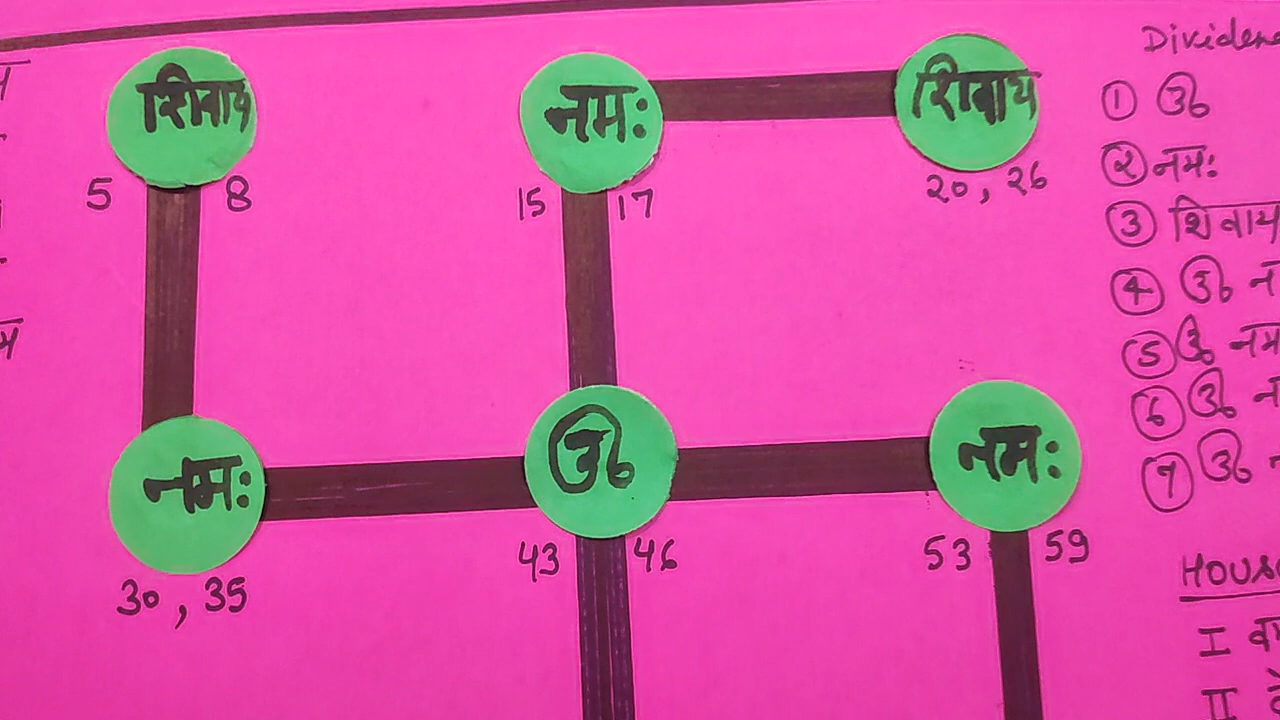 शिवाय
नमः
शिवाय
5 8
15 17
20, 26
नमः
ॐ
नमः
30, 35
43 46
53 59
① ॐ
② नमः
③ शिवाय
④ ॐ
⑤ ॐ नम
⑥ ॐ
⑦ ॐ
I
II